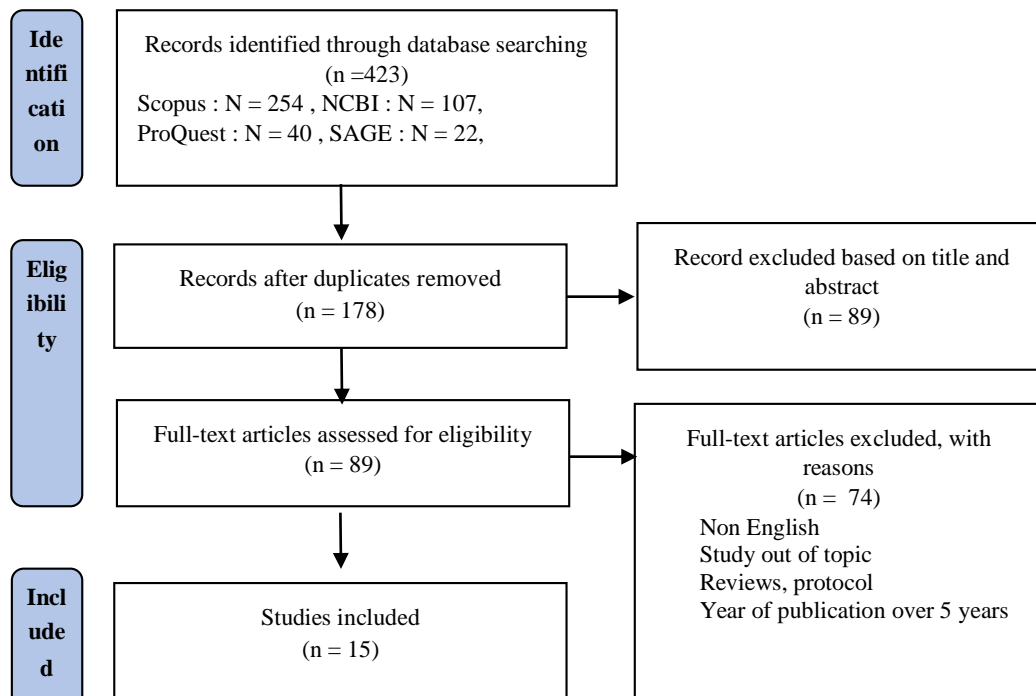 Ide
ntifi
cati
on
Records identified through database searching
(n =423)
Scopus : N = 254 , NCBI : N = 107,
ProQuest : N = 40 , SAGE : N = 22,
Elig
ibili
ty
Records after duplicates removed
(n = 178)
Record excluded based on title and
abstract
(n = 89)
Full-text articles assessed for eligibility
(n = 89)
Full-text articles excluded, with
reasons
(n = 74)
Non English
Study out of topic
Reviews, protocol
Year of publication over 5 years
Incl
ude
d
Studies included
(n = 15)